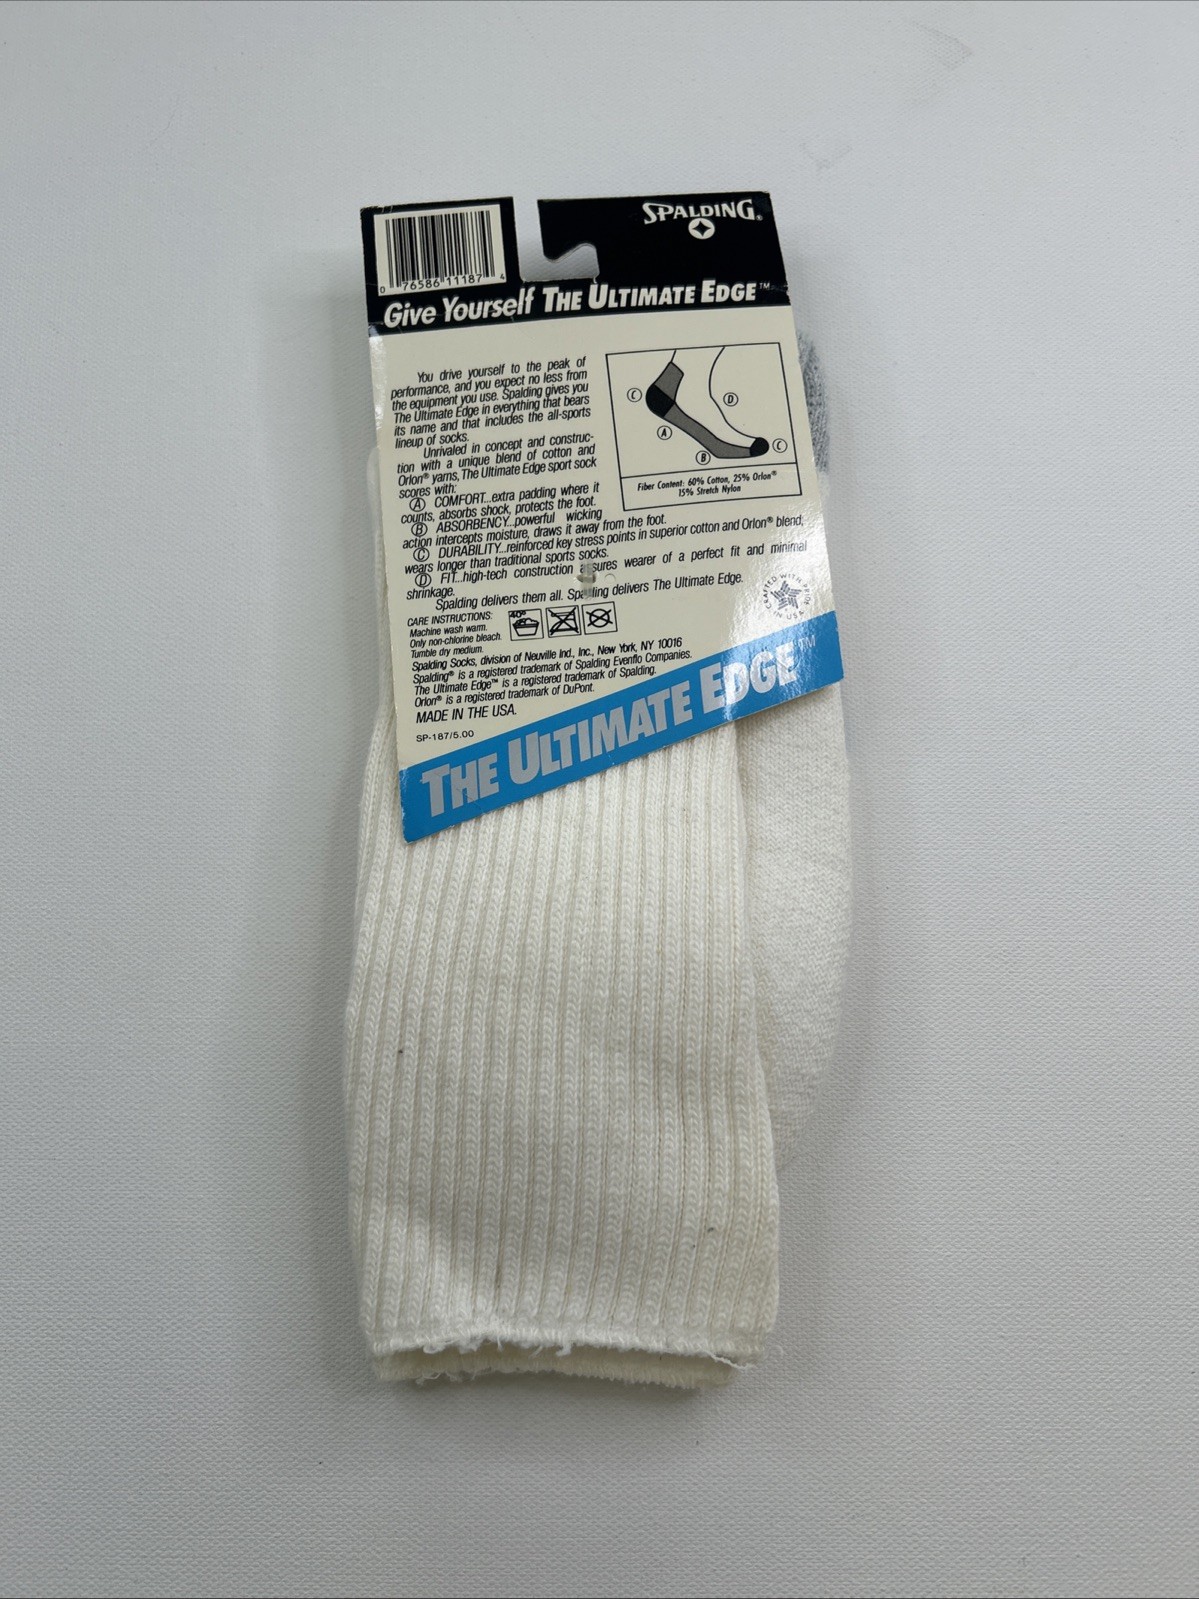 SPALDING®
0 76586 11187 4
Give Yourself THE ULTIMATE EDGE™
You drive yourself to the peak of
performance, and you expect no less from
the equipment you use. Spalding gives you
The Ultimate Edge in everything that bears
its name and that includes the all-sports
lineup of socks.
Unrivaled in concept and construc-
tion with a unique blend of cotton and
Orlon® yarns, The Ultimate Edge sport sock
scores with:
Ⓐ COMFORT...extra padding where it
counts, absorbs shock, protects the foot.
Ⓑ ABSORBENCY...powerful wicking
action intercepts moisture, draws it away from the foot.
Ⓒ DURABILITY...reinforced key stress points in superior cotton and Orlon® blend,
wears longer than traditional sports socks.
Ⓓ FIT...high-tech construction assures wearer of a perfect fit and minimal
shrinkage.
Spalding delivers them all. Spalding delivers The Ultimate Edge.
Ⓒ
Ⓓ
Ⓐ
Ⓒ
Ⓑ
Fiber Content: 60% Cotton, 25% Orlon®
15% Stretch Nylon
CARE INSTRUCTIONS:
Machine wash warm.
Only non-chlorine bleach.
Tumble dry medium.
40°
CRAFTED WITH PRIDE IN U.S.A.
Spalding Socks, division of Neuville Ind., Inc., New York, NY 10016
Spalding® is a registered trademark of Spalding Evenflo Companies.
The Ultimate Edge™ is a registered trademark of Spalding.
Orlon® is a registered trademark of DuPont.
MADE IN THE USA.
SP-187/5.00
THE ULTIMATE EDGE™